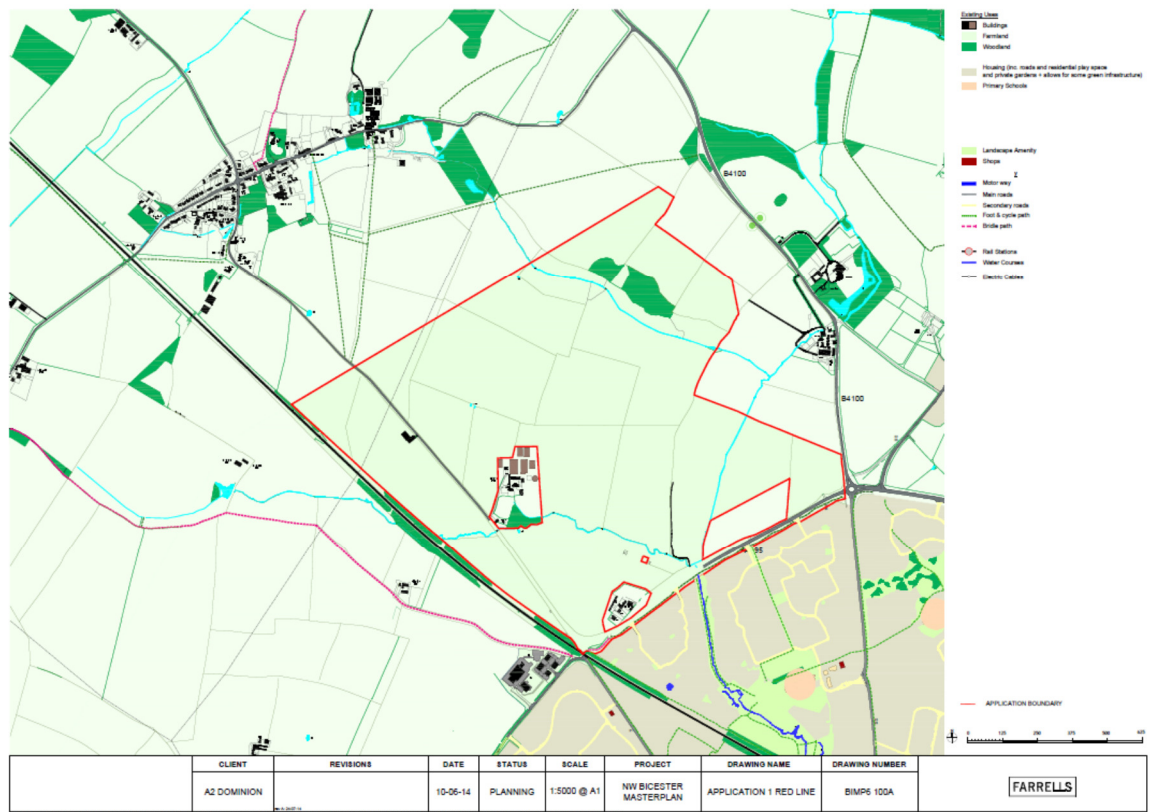 Existing Uses
Buildings
Farmland
Woodland
Housing (inc. roads and residential play space
and private gardens + allows for some green infrastructure)
Primary Schools
Landscape Amenity
Shops
Motor way
Main roads
Secondary roads
Foot & cycle path
Bridle path
Rail Stations
Water Courses
Electric Cables
B4100
B4100
APPLICATION BOUNDARY
CLIENT
A2 DOMINION
REVISIONS
DATE
10-06-14
STATUS
PLANNING
SCALE
1:5000 @ A1
PROJECT
NW BICESTER
MASTERPLAN
DRAWING NAME
APPLICATION 1 RED LINE
DRAWING NUMBER
BIMP6 100A
FARRELLS